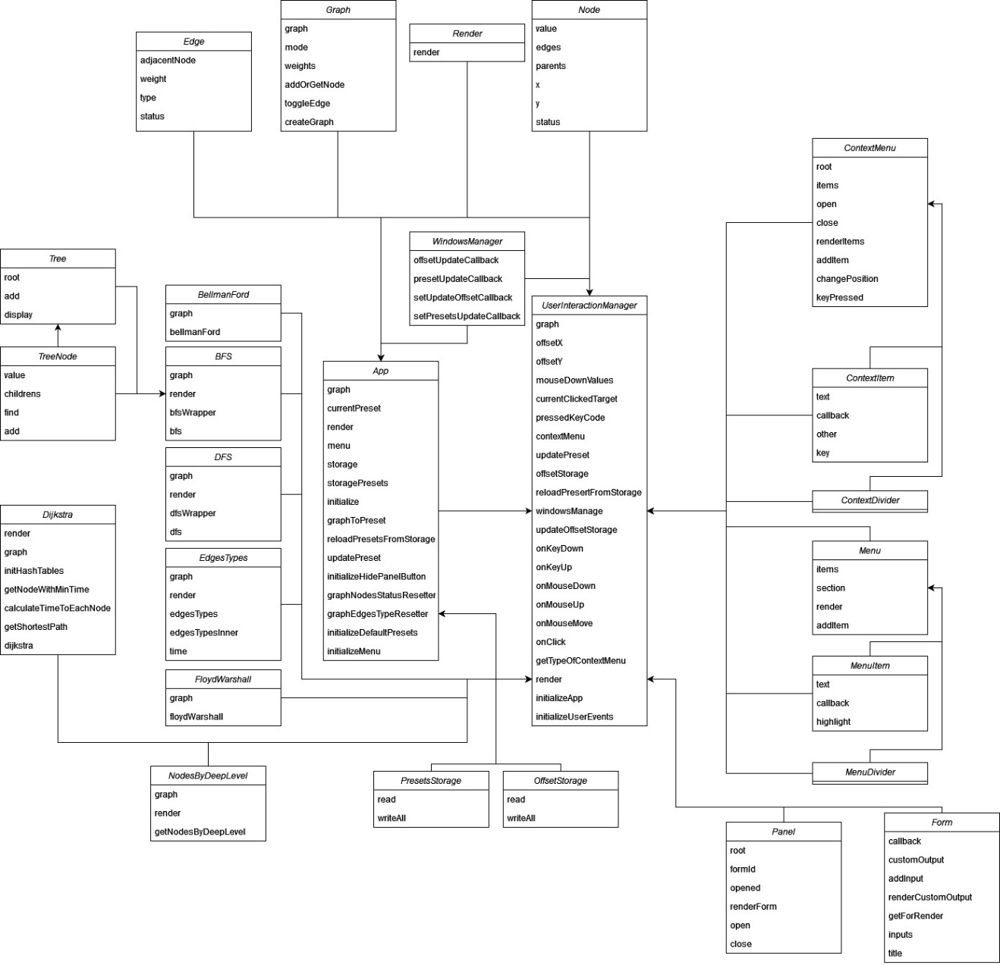 Graph
graph
mode
weights
addOrGetNode
toggleEdge
createGraph
Node
value
edges
parents
x
y
status
Render
render
Edge
adjacentNode
weight
type
status
ContextMenu
root
items
open
close
renderItems
addItem
changePosition
keyPressed
WindowsManager
offsetUpdateCallback
presetUpdateCallback
setUpdateOffsetCallback
setPresetsUpdateCallback
Tree
root
add
display
BellmanFord
graph
bellmanFord
UserInteractionManager
graph
offsetX
offsetY
mouseDownValues
currentClickedTarget
pressedKeyCode
contextMenu
updatePreset
offsetStorage
reloadPresertFromStorage
windowsManage
updateOffsetStorage
onKeyDown
onKeyUp
onMouseDown
onMouseUp
onMouseMove
onClick
getTypeOfContextMenu
render
initializeApp
initializeUserEvents
TreeNode
value
childrens
find
add
BFS
graph
render
bfsWrapper
bfs
App
graph
currentPreset
render
menu
storage
storagePresets
initialize
graphToPreset
reloadPresetsFromStorage
updatePreset
initializeHidePanelButton
graphNodesStatusResetter
graphEdgesTypeResetter
initializeDefaultPresets
initializeMenu
ContextItem
text
callback
other
key
DFS
graph
render
dfsWrapper
dfs
ContextDivider
Dijkstra
render
graph
initHashTables
getNodeWithMinTime
calculateTimeToEachNode
getShortestPath
dijkstra
Menu
items
section
render
addItem
EdgesTypes
graph
render
edgesTypes
edgesTypesInner
time
MenuItem
text
callback
highlight
FloydWarshall
graph
floydWarshall
MenuDivider
NodesByDeepLevel
graph
render
getNodesByDeepLevel
PresetsStorage
read
writeAll
OffsetStorage
read
writeAll
Panel
root
formId
opened
renderForm
open
close
Form
callback
customOutput
addInput
renderCustomOutput
getForRender
inputs
title